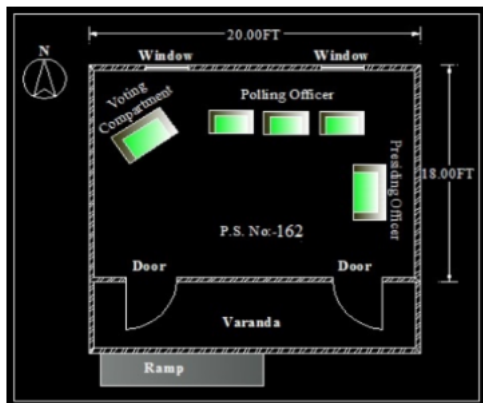 20.00FT
N
Window
Window
Voting
Compartment
Polling Officer
Presiding Officer
18.00FT
P.S. No:-162
Door
Door
Varanda
Ramp